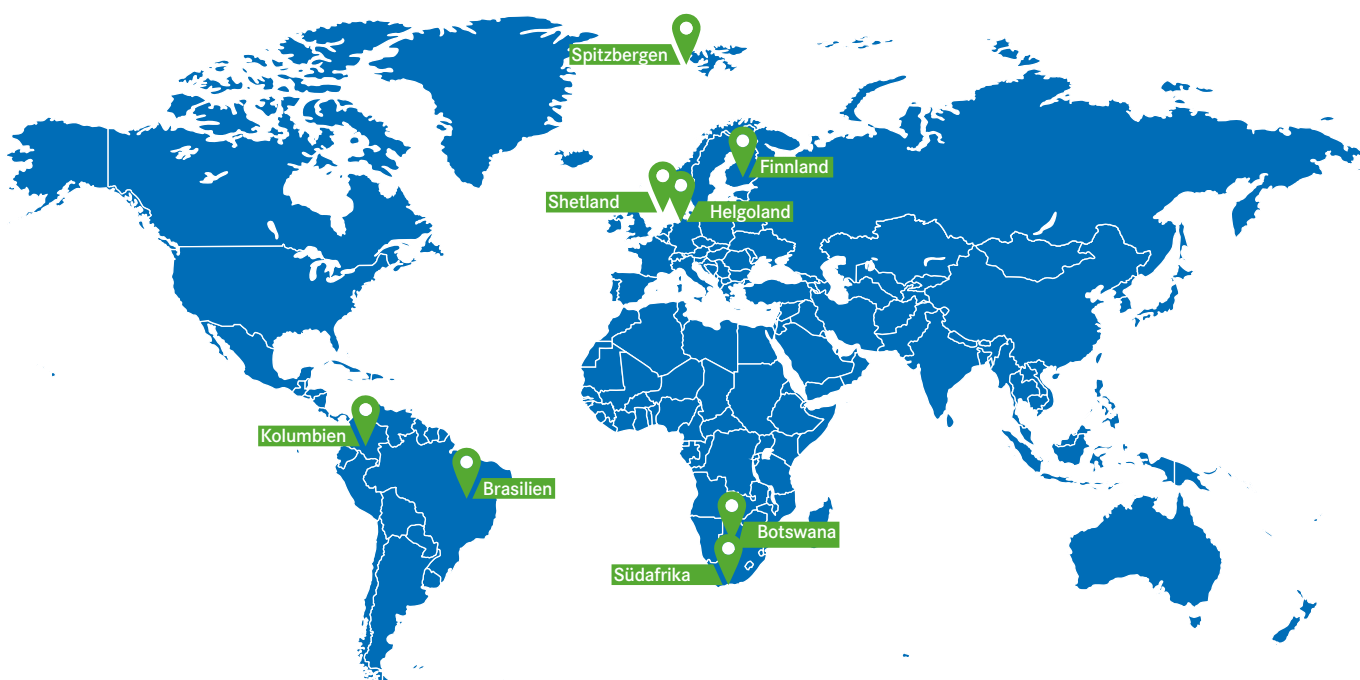 Spitzbergen
Finnland
Shetland
Helgoland
Kolumbien
Brasilien
Botswana
Südafrika